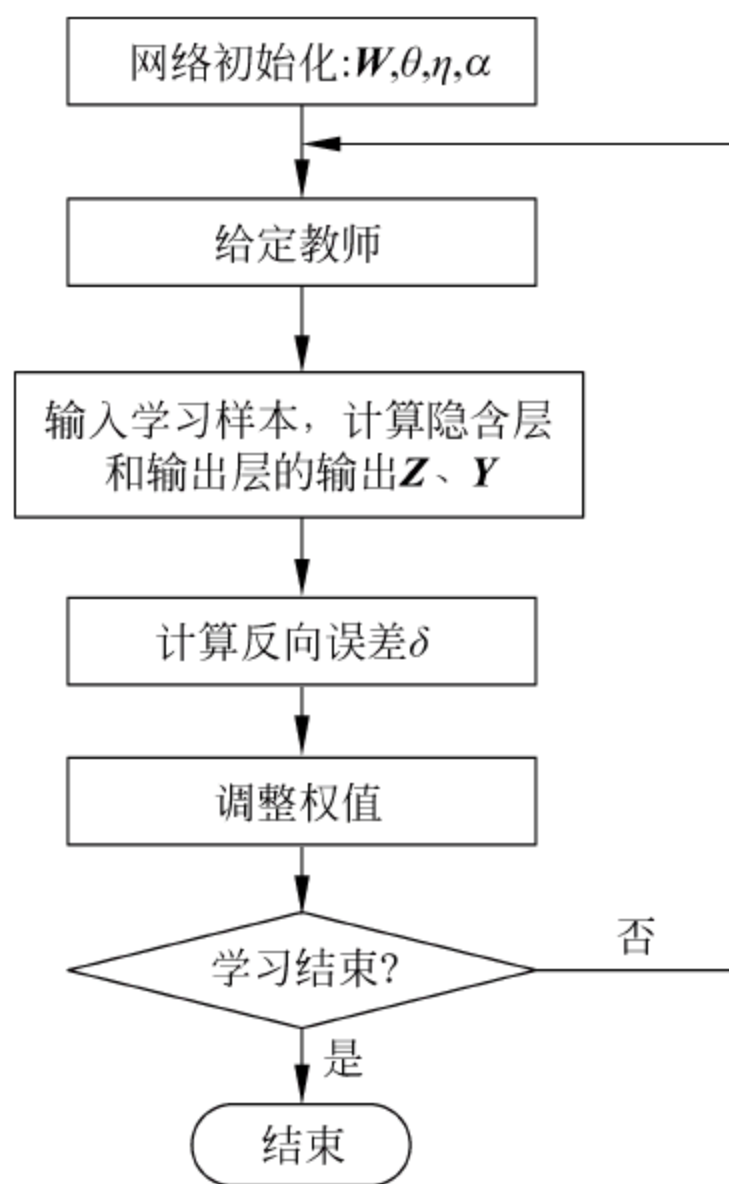 网络初始化:W,θ,η,α
给定教师
输入学习样本，计算隐含层
和输出层的输出Z、Y
计算反向误差δ
调整权值
学习结束?
否
是
结束